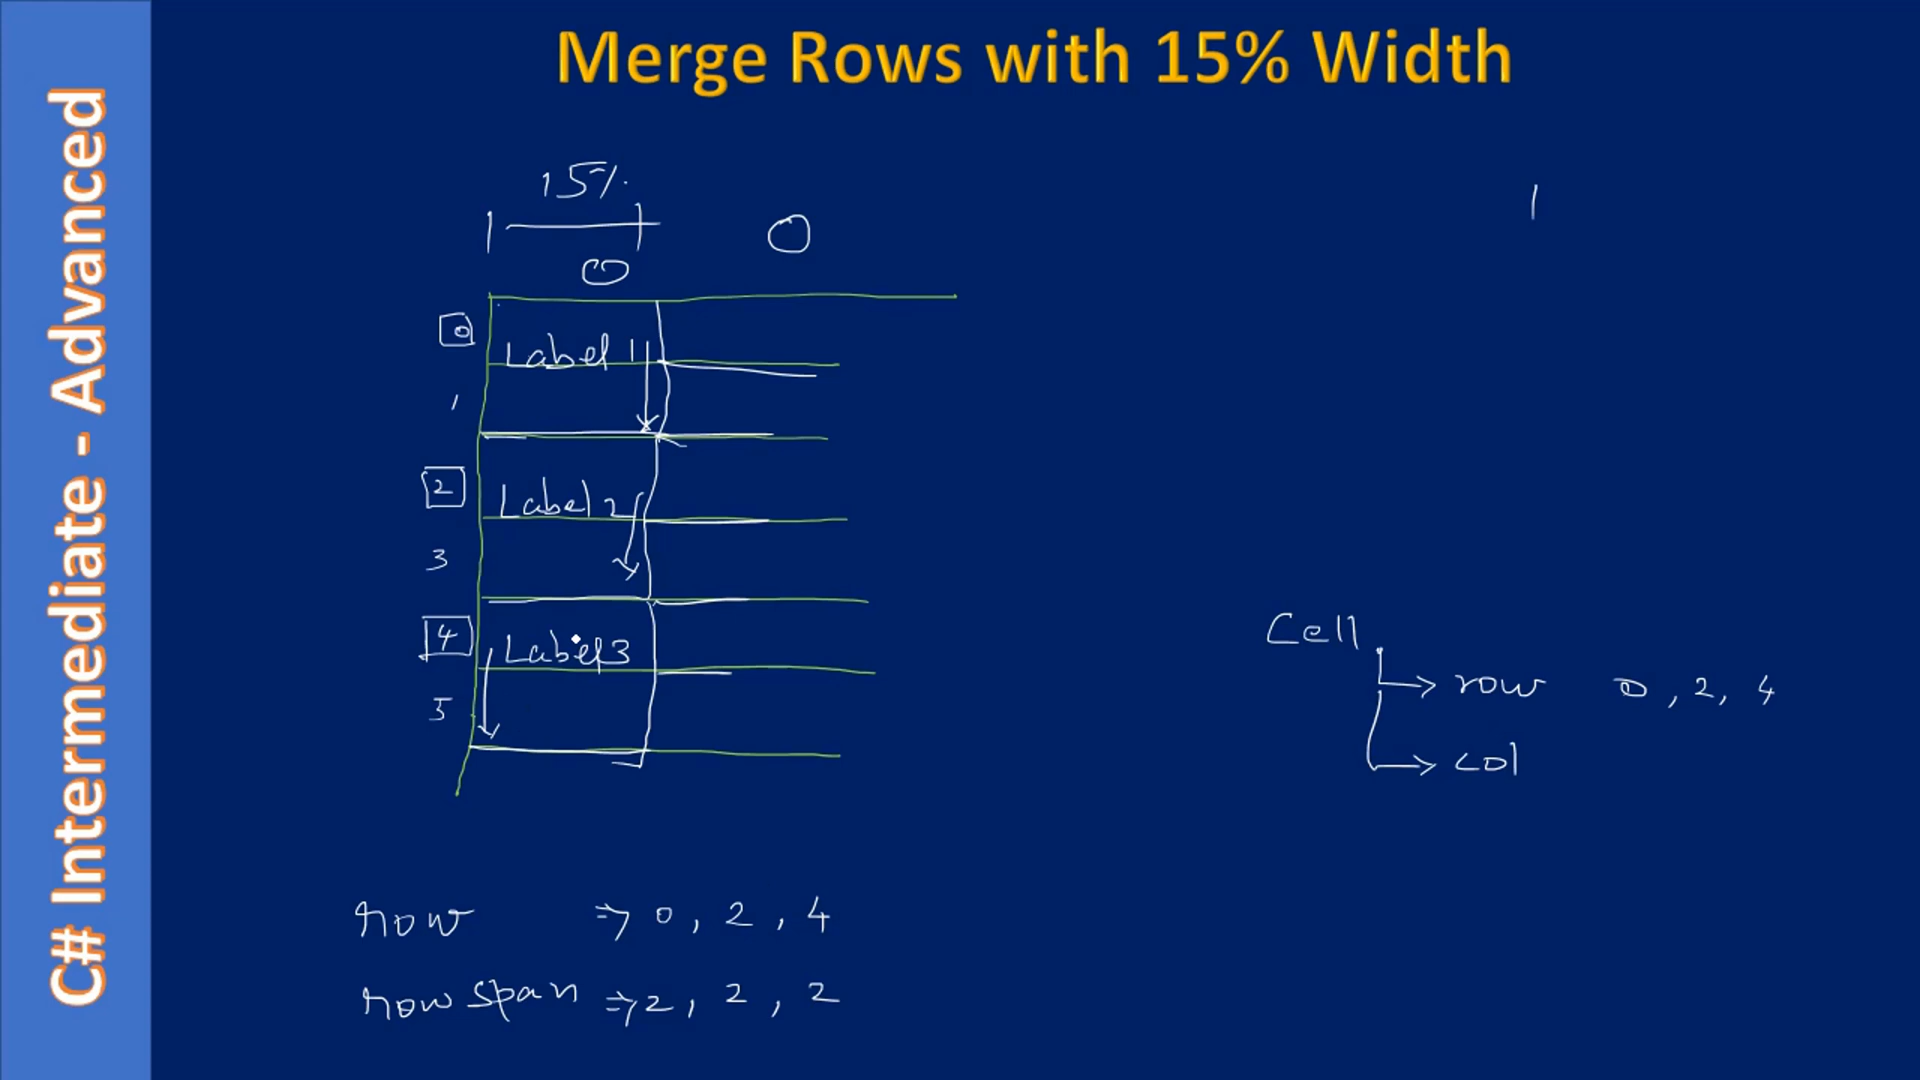 Merge Rows with 15% Width
C# Intermediate - Advanced
15%
0
0
0
Label 1
1
2
Label 2
3
4
Label 3
5
1
Cell
row 0, 2, 4
col
row => 0, 2, 4
row span => 2, 2, 2